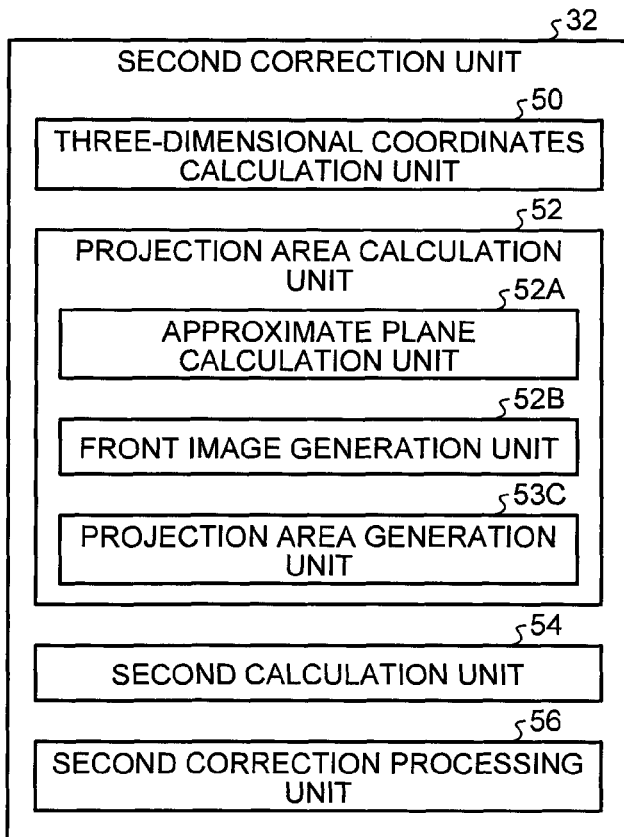 32
SECOND CORRECTION UNIT
50
THREE-DIMENSIONAL COORDINATES
CALCULATION UNIT
52
PROJECTION AREA CALCULATION
UNIT
52A
APPROXIMATE PLANE
CALCULATION UNIT
52B
FRONT IMAGE GENERATION UNIT
53C
PROJECTION AREA GENERATION
UNIT
54
SECOND CALCULATION UNIT
56
SECOND CORRECTION PROCESSING
UNIT